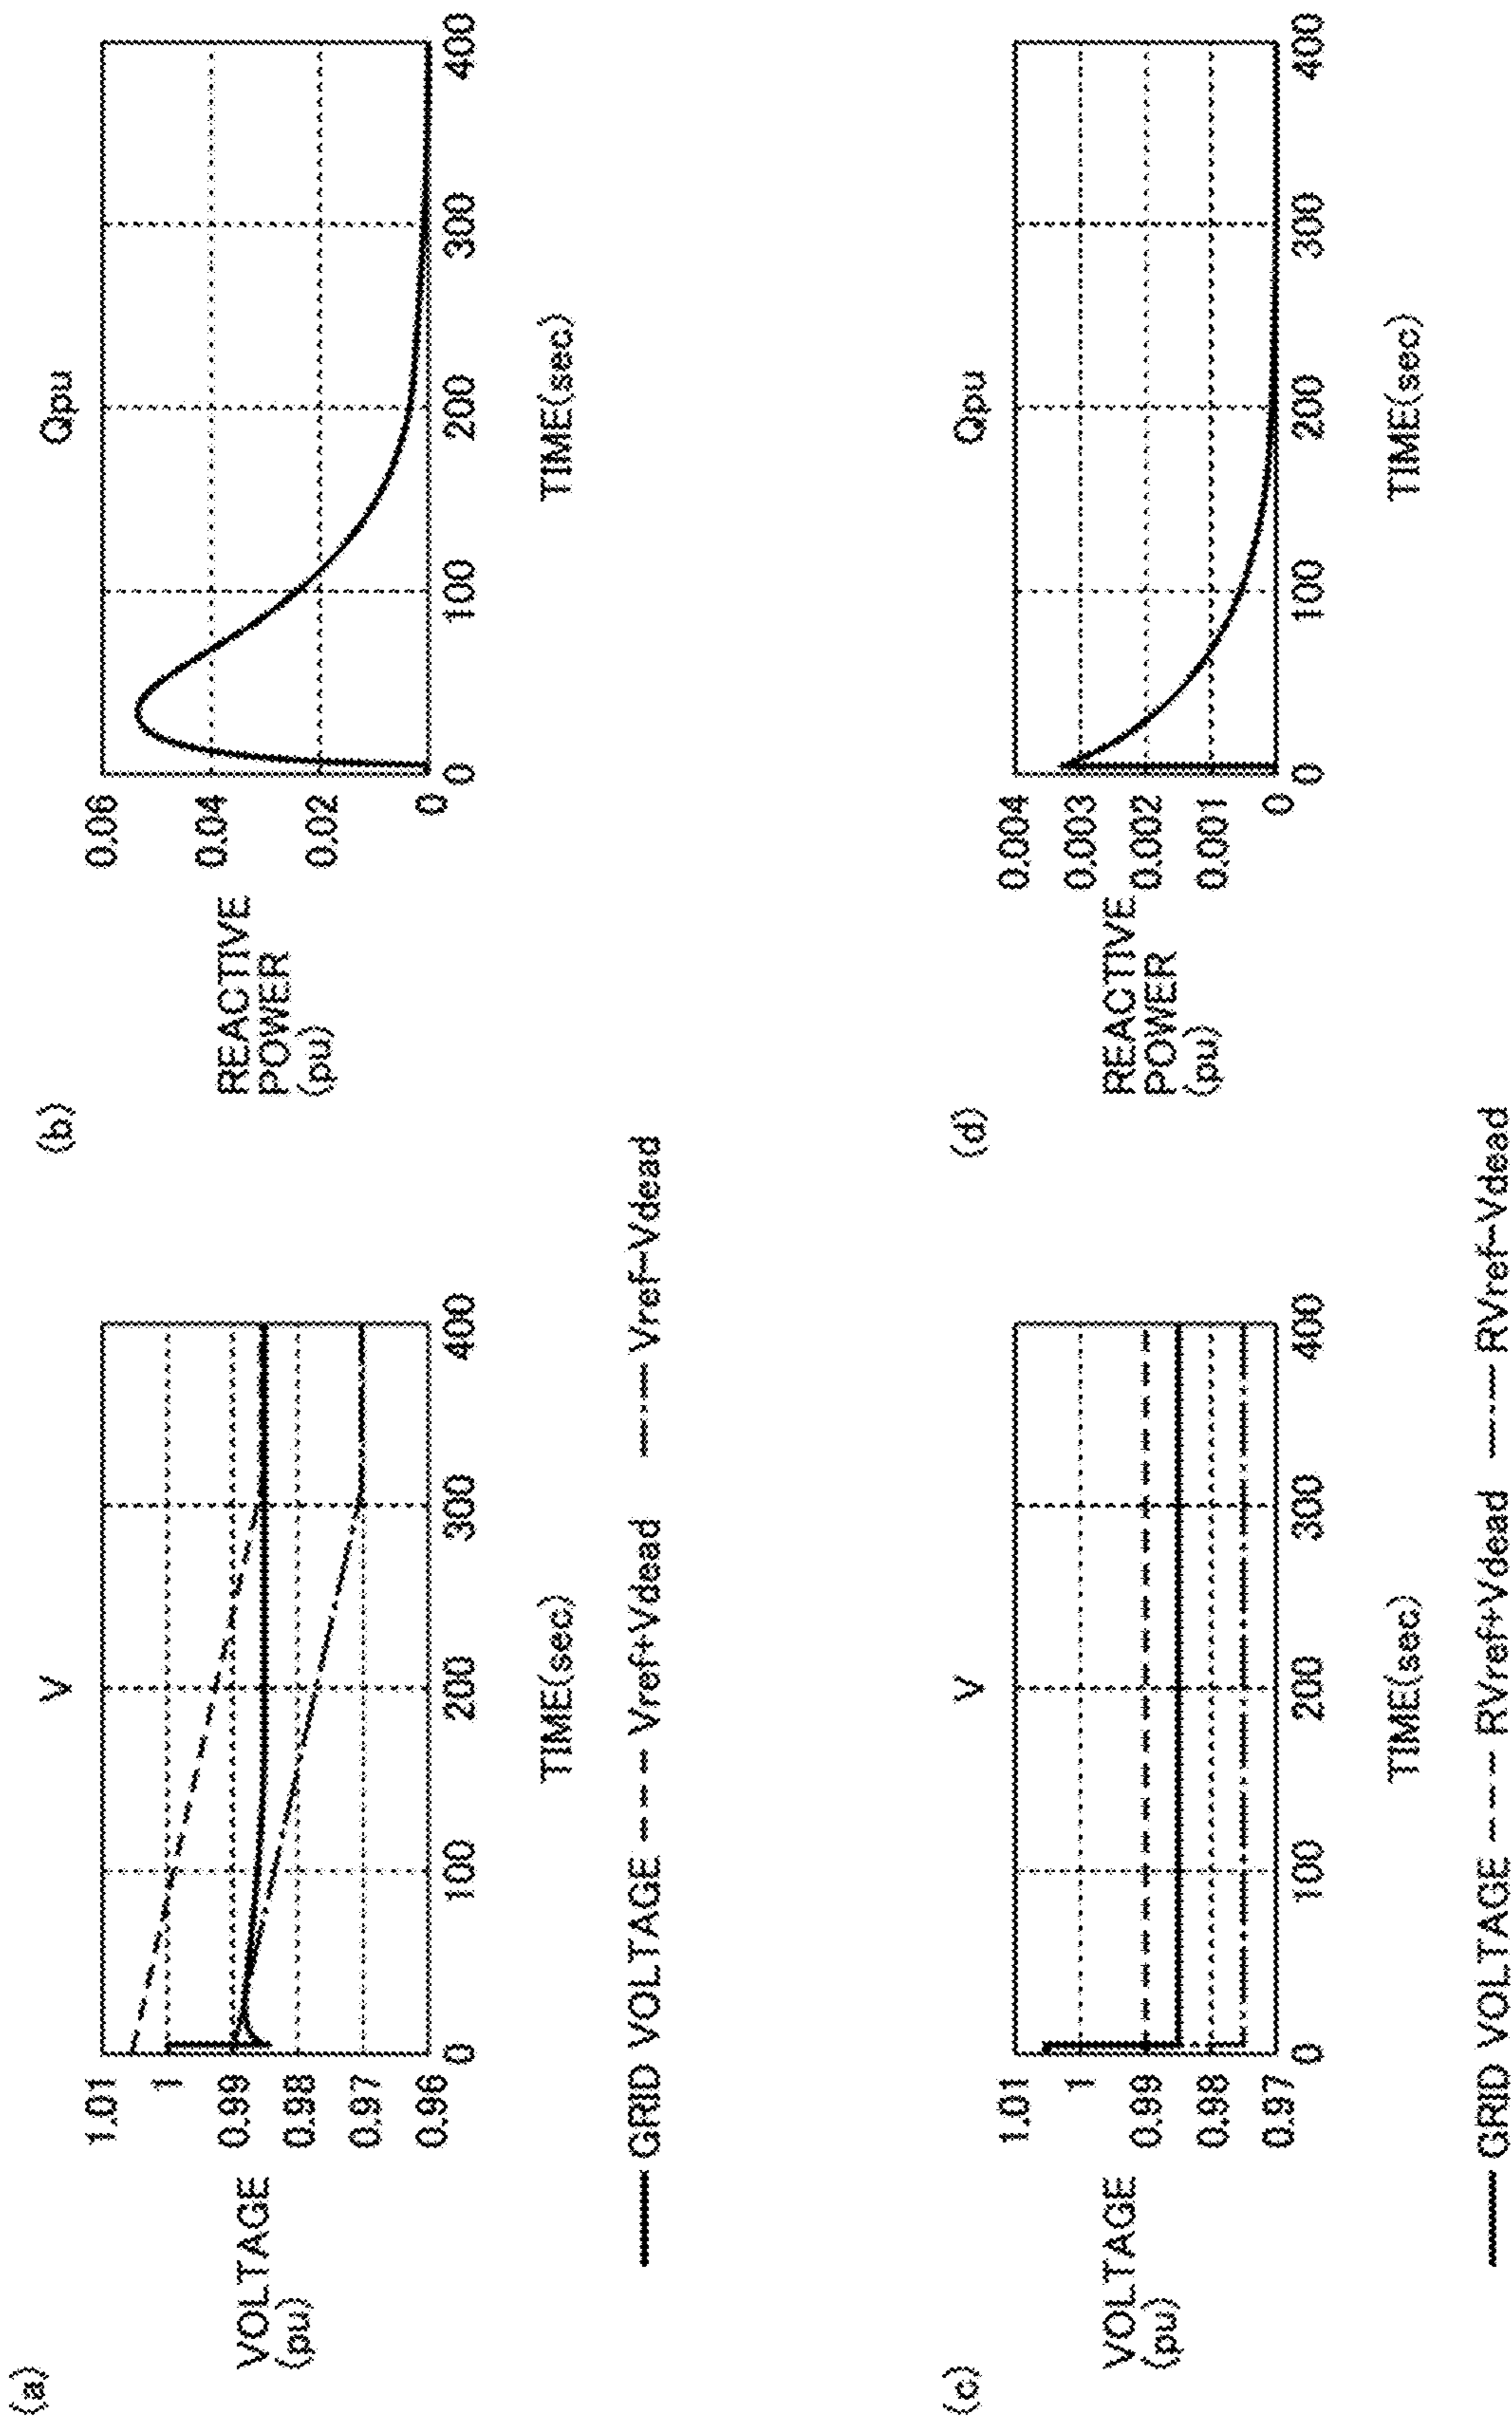 (a)
V
VOLTAGE
(pu)
1.01
1
0.99
0.98
0.97
0.96
0
100
200
300
400
TIME(sec)
GRID VOLTAGE
Vref+Vdead
Vref-Vdead
(b)
Qpu
REACTIVE
POWER
(pu)
0.06
0.04
0.02
0
0
100
200
300
400
TIME(sec)
(c)
V
VOLTAGE
(pu)
1.01
1
0.99
0.98
0.97
0
100
200
300
400
TIME(sec)
GRID VOLTAGE
RVref+Vdead
RVref-Vdead
(d)
Qpu
REACTIVE
POWER
(pu)
0.004
0.003
0.002
0.001
0
0
100
200
300
400
TIME(sec)